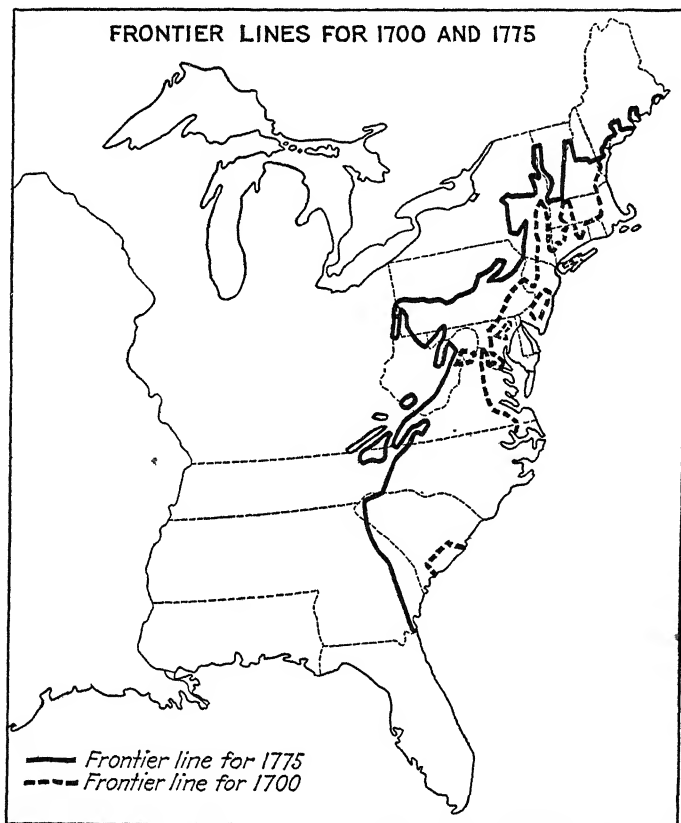 FRONTIER LINES FOR 1700 AND 1775
Frontier line for 1775
Frontier line for 1700